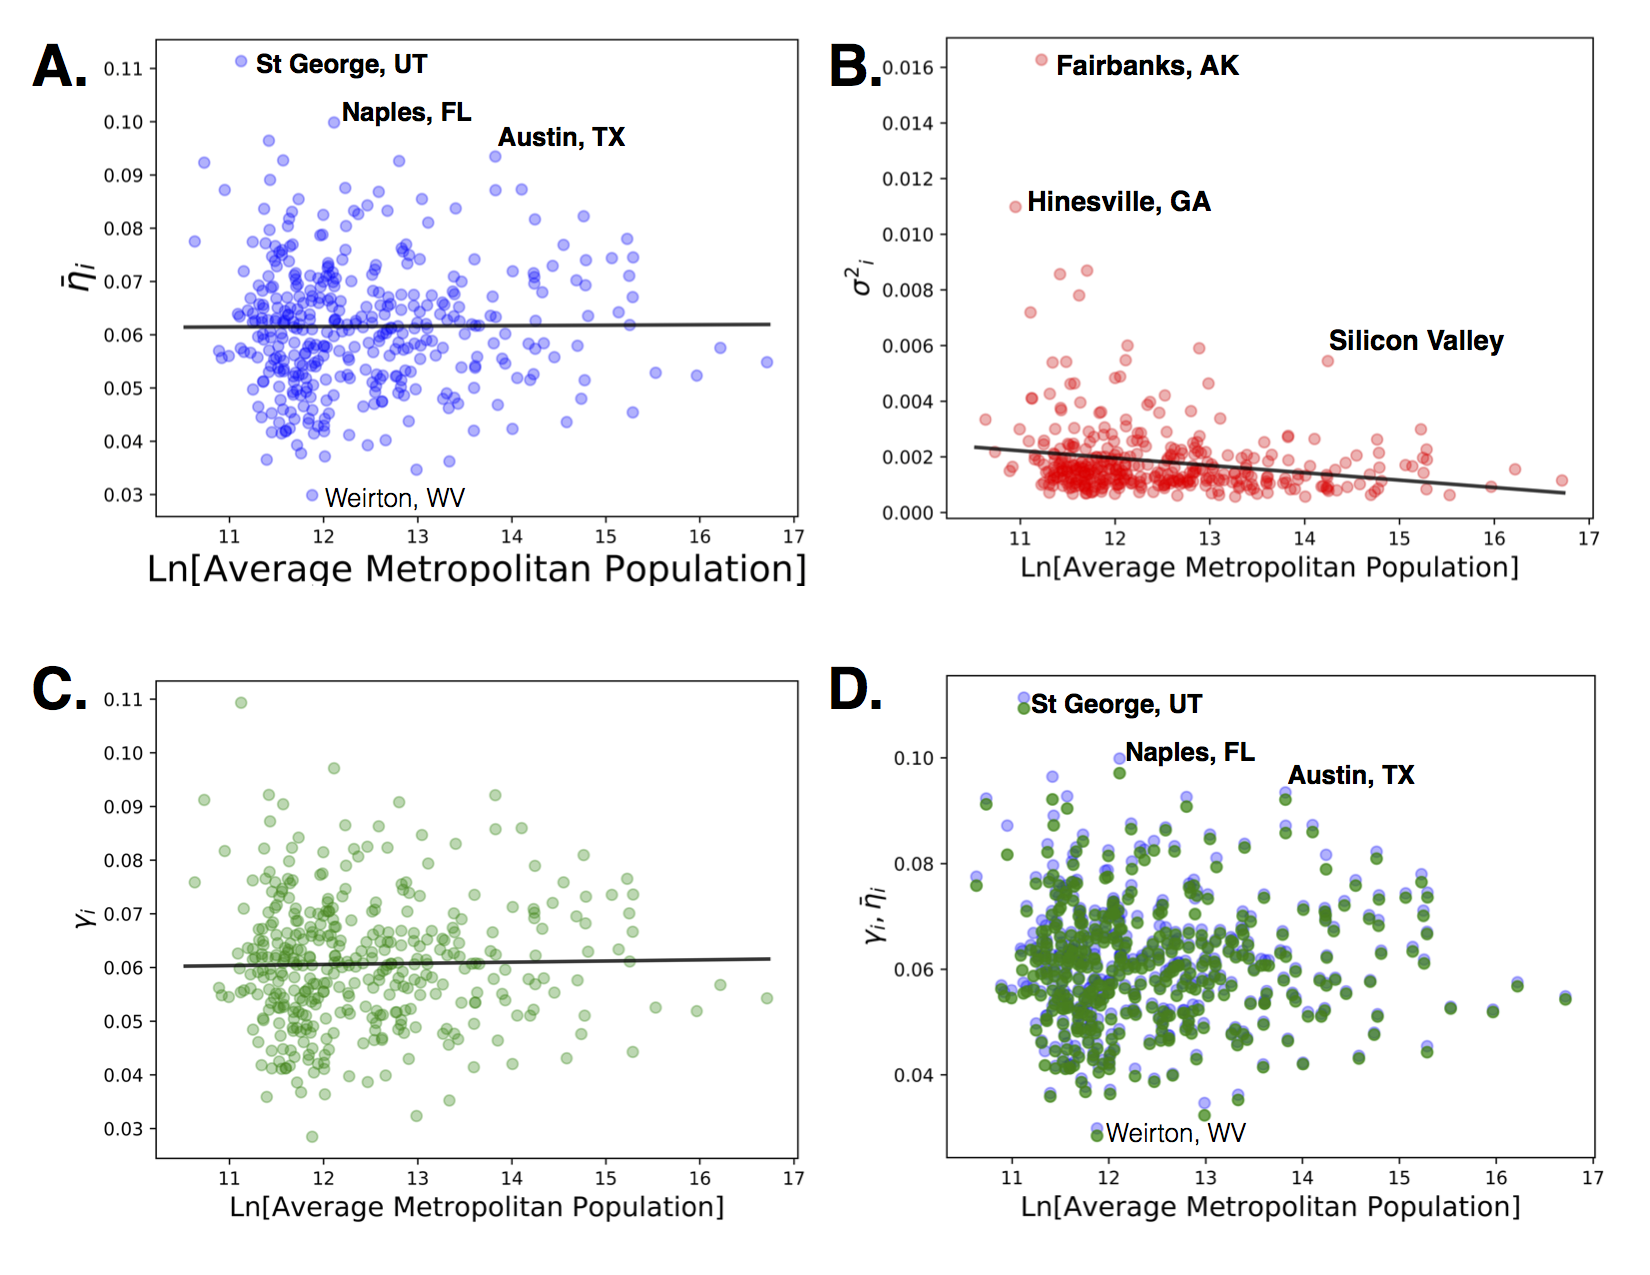 A.
St George, UT
Naples, FL
Austin, TX
Weirton, WV
0.11
0.10
0.09
0.08
0.07
0.06
0.05
0.04
0.03
η̄i
11 12 13 14 15 16 17
Ln[Average Metropolitan Population]
B.
Fairbanks, AK
Hinesville, GA
Silicon Valley
0.016
0.014
0.012
0.010
0.008
0.006
0.004
0.002
0.000
σ²i
11 12 13 14 15 16 17
Ln[Average Metropolitan Population]
C.
0.11
0.10
0.09
0.08
0.07
0.06
0.05
0.04
0.03
γi
11 12 13 14 15 16 17
Ln[Average Metropolitan Population]
D.
St George, UT
Naples, FL
Austin, TX
Weirton, WV
0.10
0.08
0.06
0.04
γi, η̄i
11 12 13 14 15 16 17
Ln[Average Metropolitan Population]